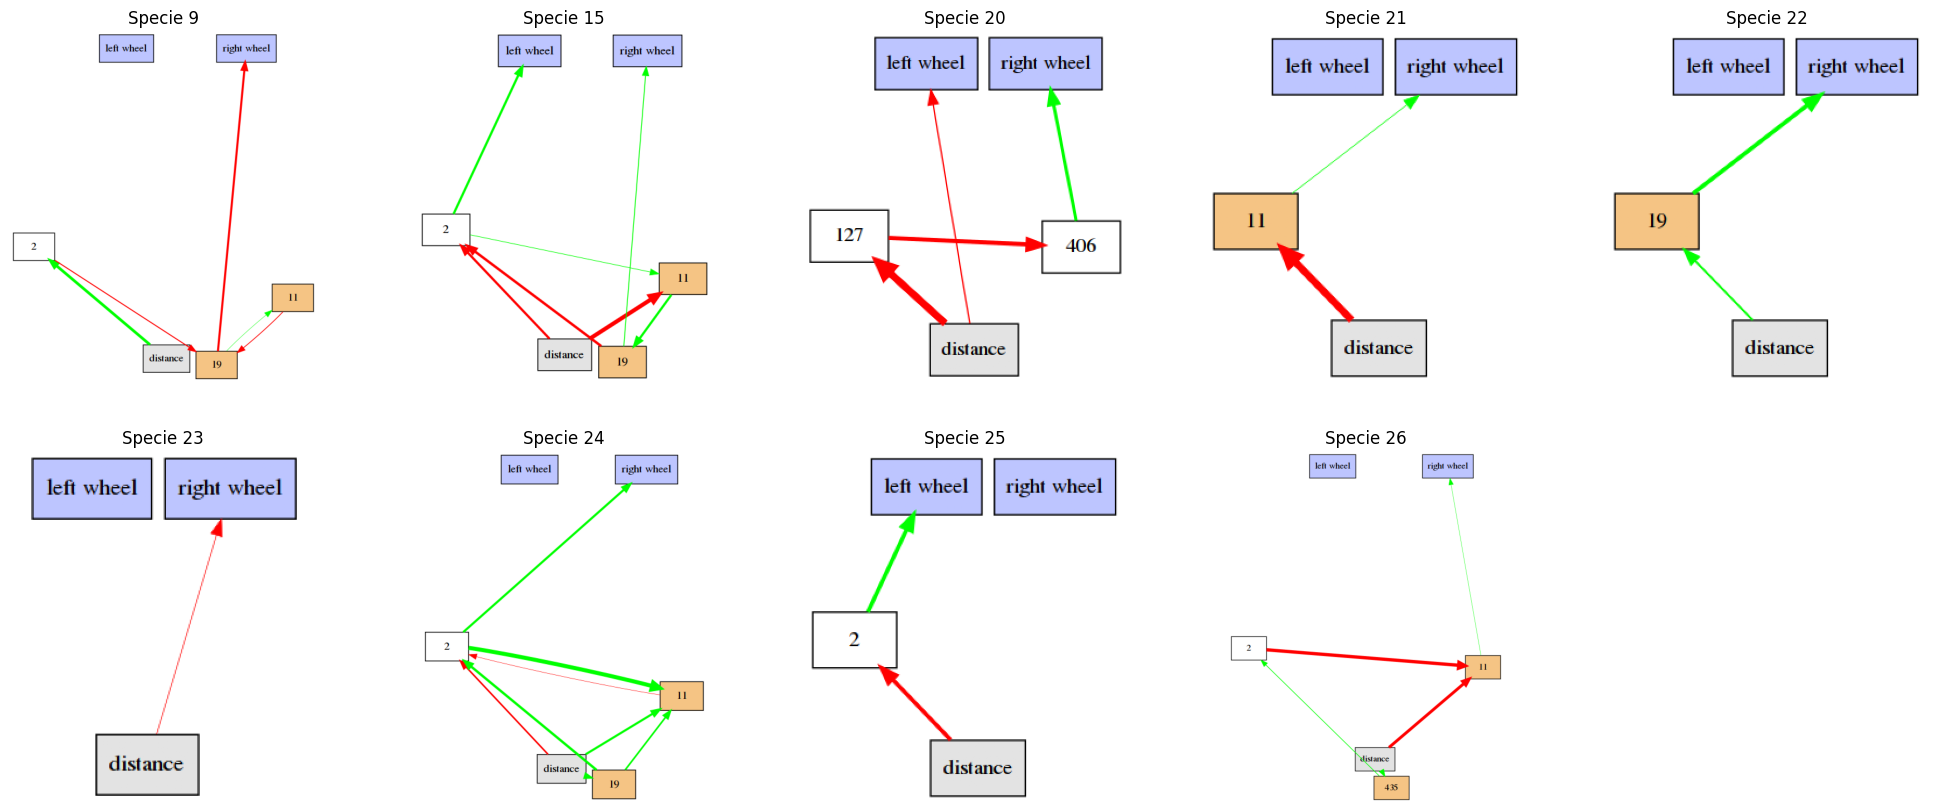 Specie 9
left wheel
right wheel
2
11
distance
19
Specie 15
left wheel
right wheel
2
11
distance
19
Specie 20
left wheel
right wheel
127
406
distance
Specie 21
left wheel
right wheel
11
distance
Specie 22
left wheel
right wheel
19
distance
Specie 23
left wheel
right wheel
distance
Specie 24
left wheel
right wheel
2
11
distance
19
Specie 25
left wheel
right wheel
2
distance
Specie 26
left wheel
right wheel
2
11
distance
435